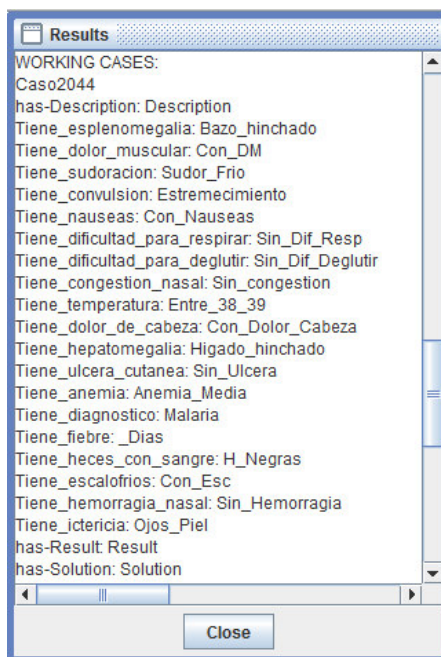 Results
WORKING CASES:
Caso2044
has-Description: Description
Tiene_esplenomegalia: Bazo_hinchado
Tiene_dolor_muscular: Con_DM
Tiene_sudoracion: Sudor_Frio
Tiene_convulsion: Estremecimiento
Tiene_nauseas: Con_Nauseas
Tiene_dificultad_para_respirar: Sin_Dif_Resp
Tiene_dificultad_para_deglutir: Sin_Dif_Deglutir
Tiene_congestion_nasal: Sin_congestion
Tiene_temperatura: Entre_38_39
Tiene_dolor_de_cabeza: Con_Dolor_Cabeza
Tiene_hepatomegalia: Higado_hinchado
Tiene_ulcera_cutanea: Sin_Ulcera
Tiene_anemia: Anemia_Media
Tiene_diagnostico: Malaria
Tiene_fiebre: _Dias
Tiene_heces_con_sangre: H_Negras
Tiene_escalofrios: Con_Esc
Tiene_hemorragia_nasal: Sin_Hemorragia
Tiene_ictericia: Ojos_Piel
has-Result: Result
has-Solution: Solution
Close